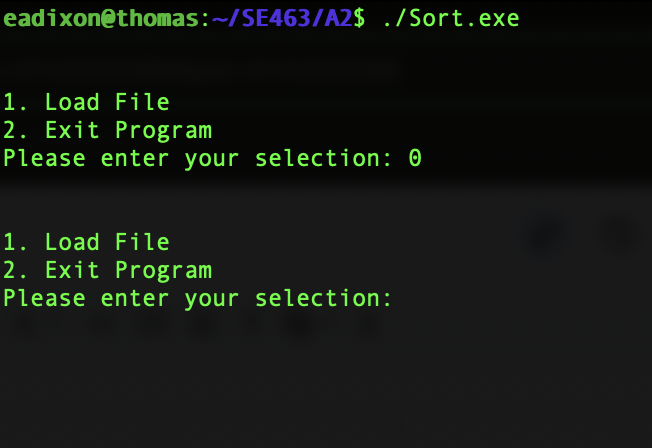 eadixon@thomas:~/SE463/A2$ ./Sort.exe
1. Load File
2. Exit Program
Please enter your selection: 0
1. Load File
2. Exit Program
Please enter your selection: